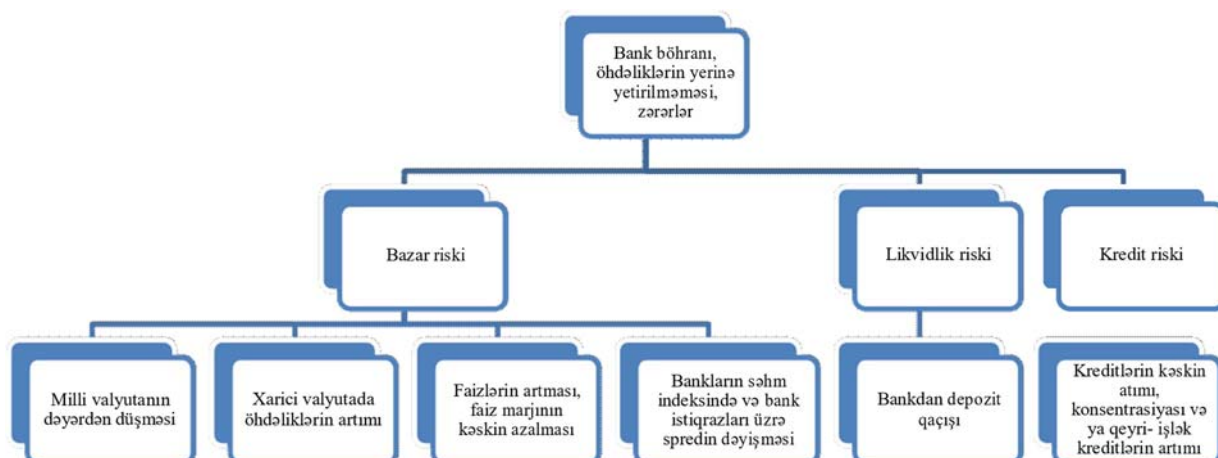 Bank böhranı,
öhdəliklərin yerinə
yetirilməməsi,
zərərlər
Bazar riski
Likvidlik riski
Kredit riski
Milli valyutanın
dəyərdən düşməsi
Xarici valyutada
öhdəliklərin artımı
Faizlərin artması,
faiz marjının
kəskin azalması
Bankların səhm
indeksində və bank
istiqrazları üzrə
spredin dəyişməsi
Bankdan depozit
qaçışı
Kreditlərin kəskin
atımı,
konsentrasiyası və
ya qeyri- işlək
kreditlərin artımı